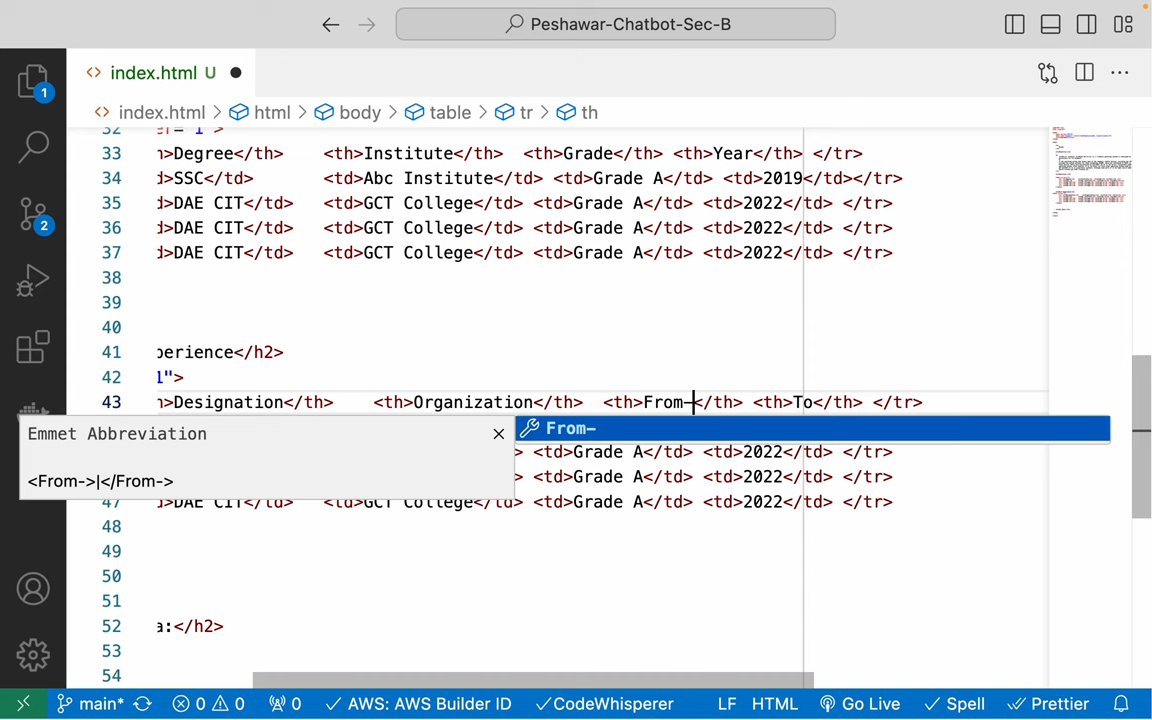 Peshawar-Chatbot-Sec-B
<> index.html U
<> index.html > html > body > table > tr > th
33 h>Degree</th> <th>Institute</th> <th>Grade</th> <th>Year</th> </tr>
34 d>SSC</td> <td>Abc Institute</td> <td>Grade A</td> <td>2019</td></tr>
35 d>DAE CIT</td> <td>GCT College</td> <td>Grade A</td> <td>2022</td> </tr>
36 d>DAE CIT</td> <td>GCT College</td> <td>Grade A</td> <td>2022</td> </tr>
37 d>DAE CIT</td> <td>GCT College</td> <td>Grade A</td> <td>2022</td> </tr>
38
39
40
41 perience</h2>
42 1">
43 h>Designation</th> <th>Organization</th> <th>From-</th> <th>To</th> </tr>
Emmet Abbreviation
From-
<From->|</From->
> <td>Grade A</td> <td>2022</td> </tr>
> <td>Grade A</td> <td>2022</td> </tr>
47 d>DAE CIT</td> <td>GCT College</td> <td>Grade A</td> <td>2022</td> </tr>
48
49
50
51
52 a:</h2>
53
54
1
2
main* 0 0 0 AWS: AWS Builder ID CodeWhisperer LF HTML Go Live Spell Prettier